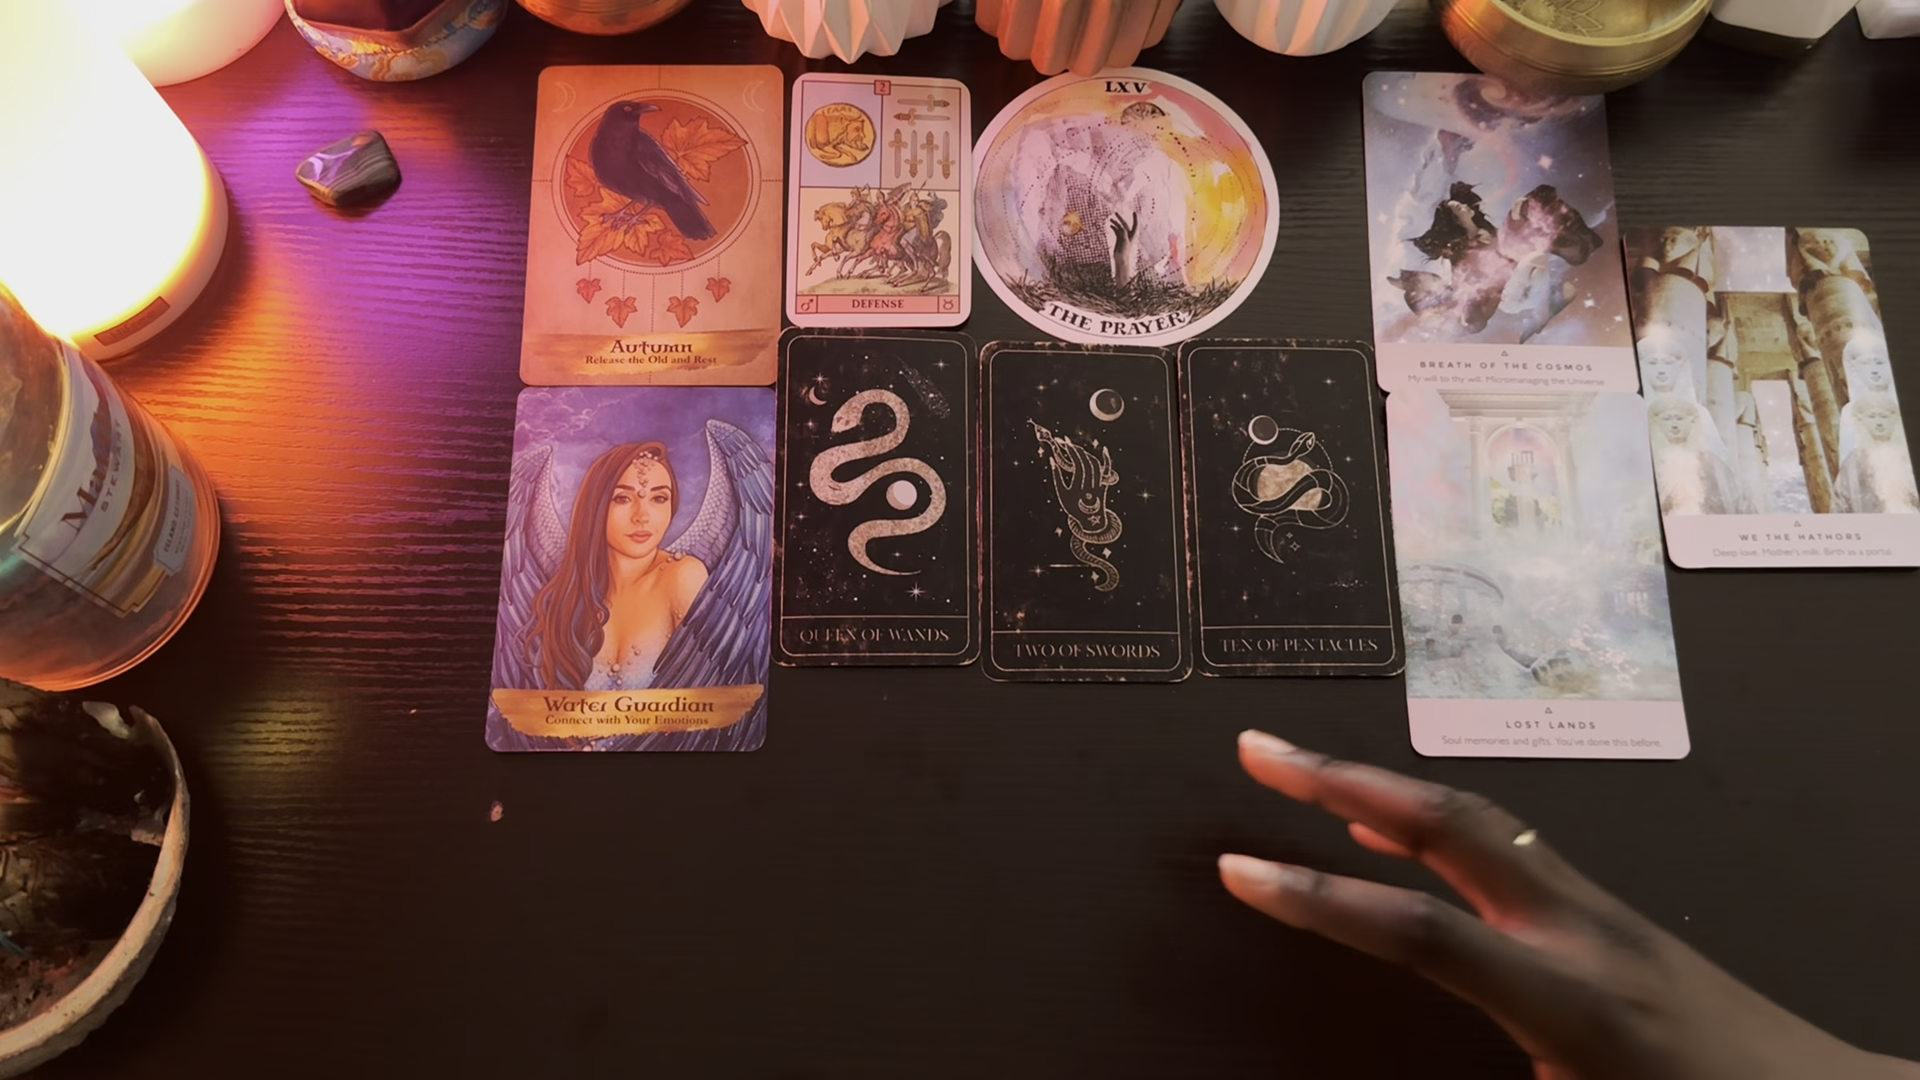 Autumn
Release the Old and Rest
2
DEFENSE
LXV
THE PRAYER
BREATH OF THE COSMOS
My will to thy will. Micromanaging the Universe.
WE THE HATHORS
Deep love. Mother's milk. Birth as a portal.
Water Guardian
Connect with Your Emotions
QUEEN OF WANDS
TWO OF SWORDS
TEN OF PENTACLES
LOST LANDS
Soul memories and gifts. You've done this before.
STEWART